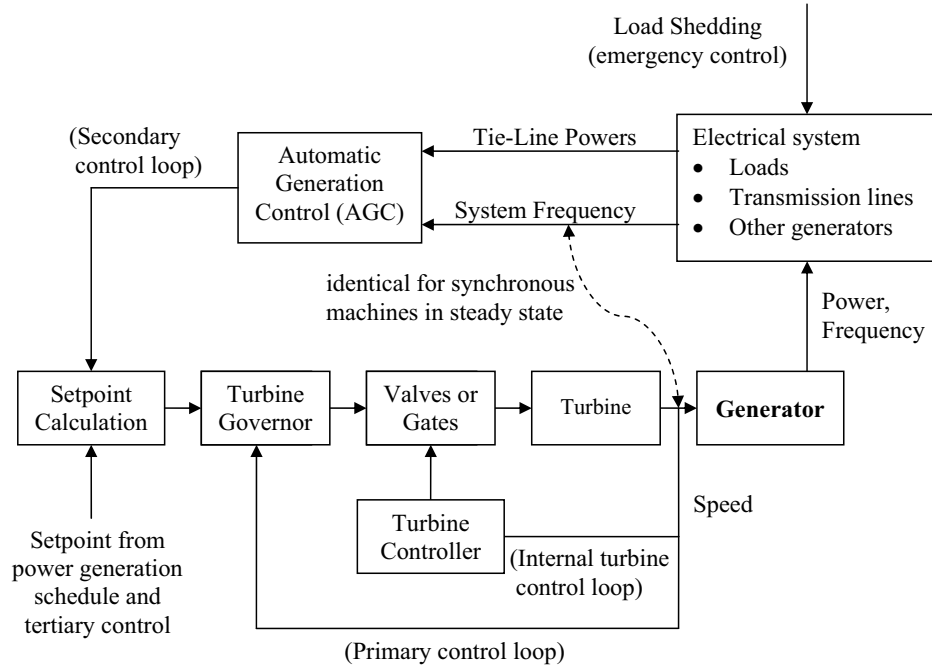 Load Shedding
(emergency control)
(Secondary
control loop)
Automatic
Generation
Control (AGC)
Tie-Line Powers
System Frequency
Electrical system
• Loads
• Transmission lines
• Other generators
identical for synchronous
machines in steady state
Power,
Frequency
Setpoint
Calculation
Turbine
Governor
Valves or
Gates
Turbine
Generator
Turbine
Controller
Speed
(Internal turbine
control loop)
Setpoint from
power generation
schedule and
tertiary control
(Primary control loop)